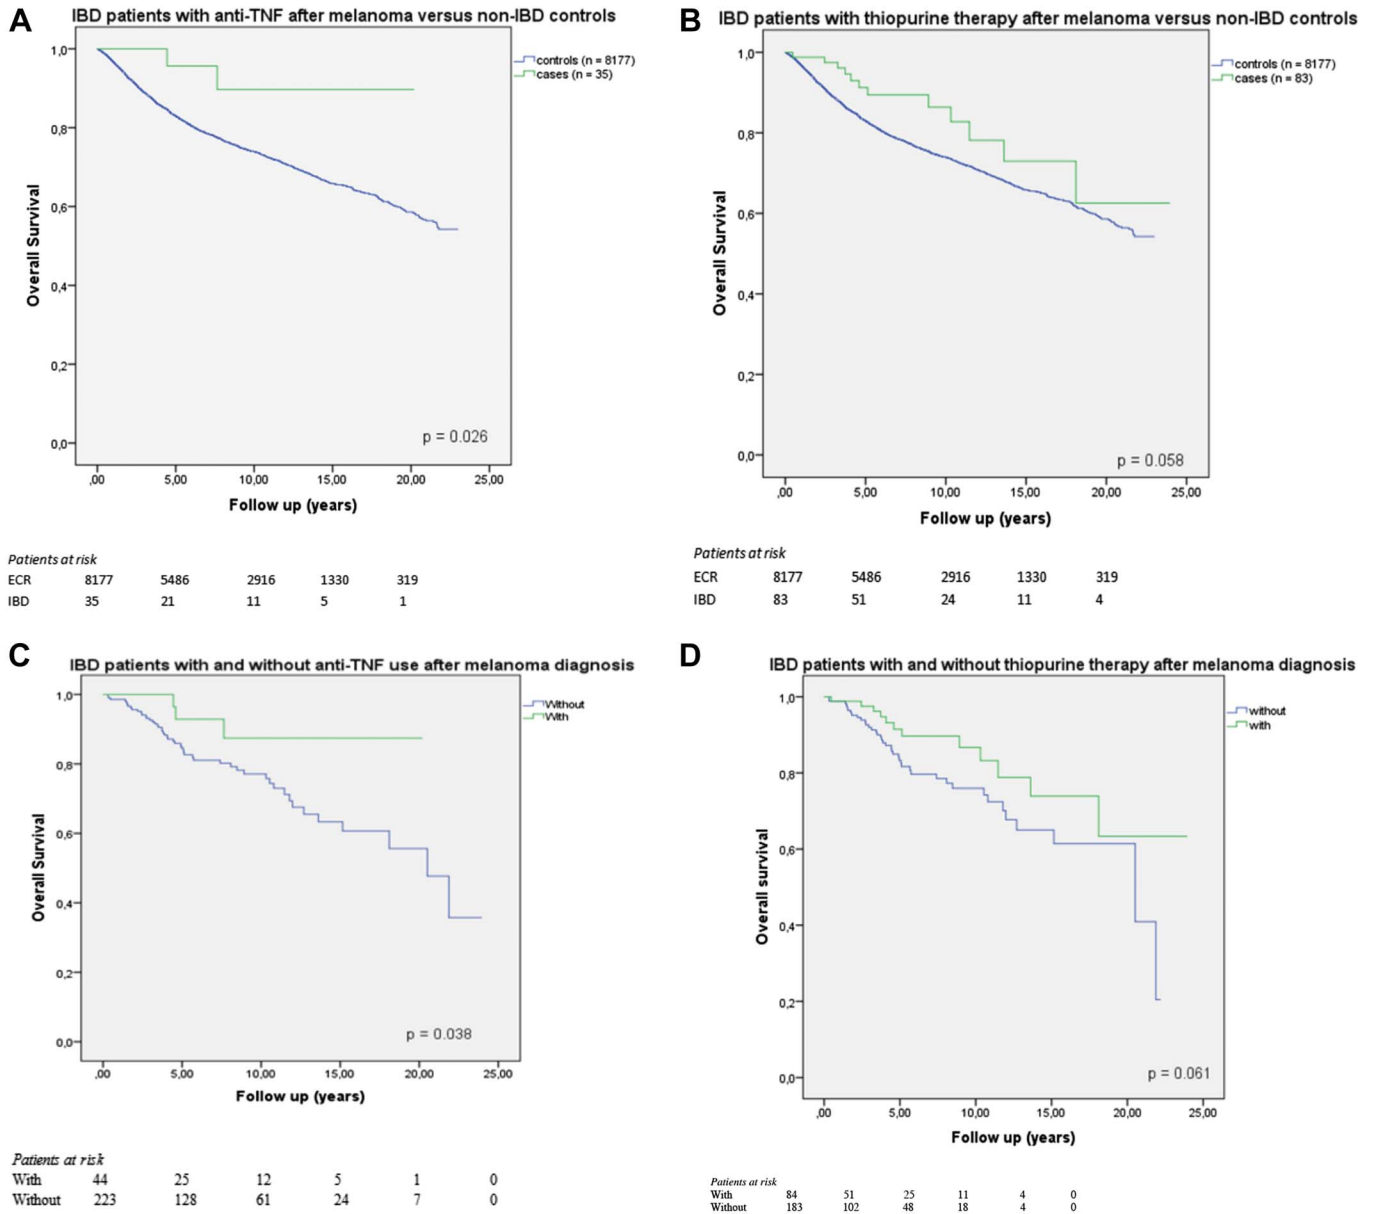 A
IBD patients with anti-TNF after melanoma versus non-IBD controls
controls (n = 8177)
cases (n = 35)
1,0
0,8
0,6
0,4
0,2
0,0
Overall Survival
p = 0.026
,00 5,00 10,00 15,00 20,00 25,00
Follow up (years)
Patients at risk
ECR 8177 5486 2916 1330 319
IBD 35 21 11 5 1
B
IBD patients with thiopurine therapy after melanoma versus non-IBD controls
controls (n = 8177)
cases (n = 83)
1,0
0,8
0,6
0,4
0,2
0,0
Overall Survival
p = 0.058
,00 5,00 10,00 15,00 20,00 25,00
Follow up (years)
Patients at risk
ECR 8177 5486 2916 1330 319
IBD 83 51 24 11 4
C
IBD patients with and without anti-TNF use after melanoma diagnosis
Without
With
1,0
0,8
0,6
0,4
0,2
0,0
Overall Survival
p = 0.038
,00 5,00 10,00 15,00 20,00 25,00
Follow up (years)
Patients at risk
With 44 25 12 5 1 0
Without 223 128 61 24 7 0
D
IBD patients with and without thiopurine therapy after melanoma diagnosis
without
with
1,0
0,8
0,6
0,4
0,2
0,0
Overall survival
p = 0.061
,00 5,00 10,00 15,00 20,00 25,00
Follow up (years)
Patients at risk
With 84 51 25 11 4 0
Without 183 102 48 18 4 0